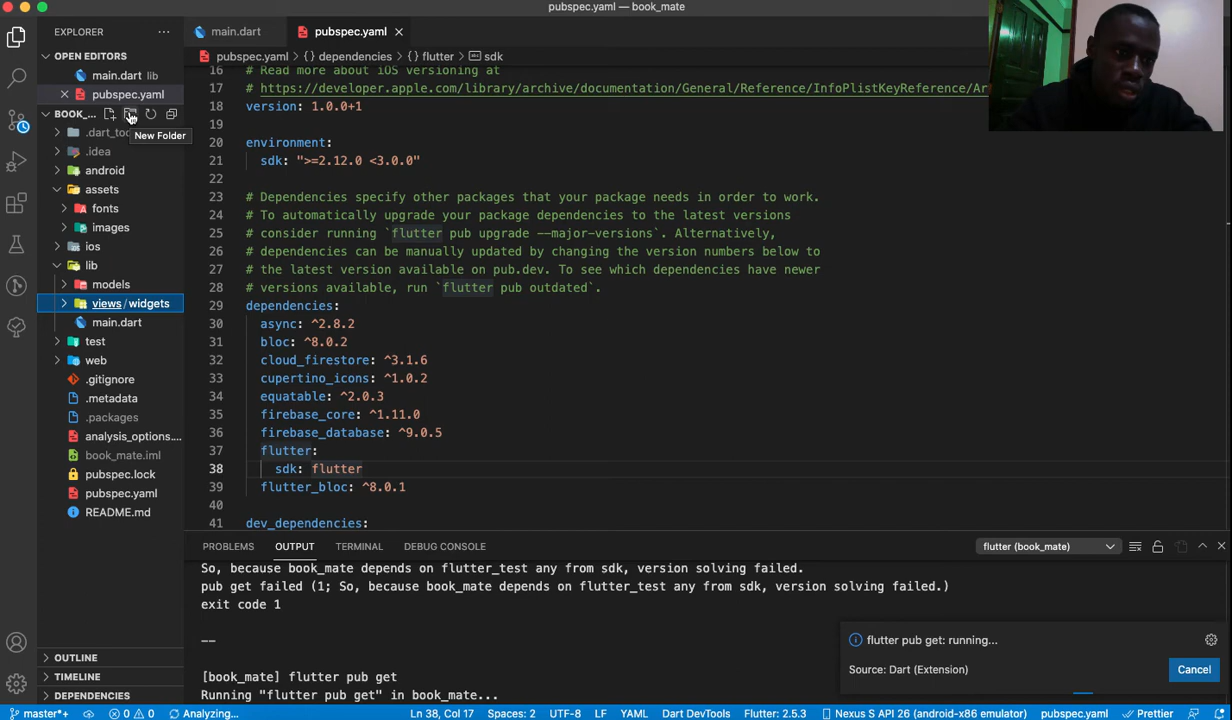 pubspec.yaml — book_mate
EXPLORER
OPEN EDITORS
main.dart lib
pubspec.yaml
BOOK_...
New Folder
.idea
android
assets
fonts
images
ios
lib
models
views / widgets
main.dart
test
web
.gitignore
.metadata
.packages
analysis_options....
book_mate.iml
pubspec.lock
pubspec.yaml
README.md
OUTLINE
TIMELINE
DEPENDENCIES
main.dart
pubspec.yaml
pubspec.yaml > {} dependencies > {} flutter > sdk
16 # Read more about iOS versioning at
17 # https://developer.apple.com/library/archive/documentation/General/Reference/InfoPlistKeyReference/Ar
18 version: 1.0.0+1
19
20 environment:
21 sdk: ">=2.12.0 <3.0.0"
22
23 # Dependencies specify other packages that your package needs in order to work.
24 # To automatically upgrade your package dependencies to the latest versions
25 # consider running `flutter pub upgrade --major-versions`. Alternatively,
26 # dependencies can be manually updated by changing the version numbers below to
27 # the latest version available on pub.dev. To see which dependencies have newer
28 # versions available, run `flutter pub outdated`.
29 dependencies:
30 async: ^2.8.2
31 bloc: ^8.0.2
32 cloud_firestore: ^3.1.6
33 cupertino_icons: ^1.0.2
34 equatable: ^2.0.3
35 firebase_core: ^1.11.0
36 firebase_database: ^9.0.5
37 flutter:
38 sdk: flutter
39 flutter_bloc: ^8.0.1
40
41 dev_dependencies:
PROBLEMS OUTPUT TERMINAL DEBUG CONSOLE
flutter (book_mate)
So, because book_mate depends on flutter_test any from sdk, version solving failed.
pub get failed (1; So, because book_mate depends on flutter_test any from sdk, version solving failed.)
exit code 1
--
[book_mate] flutter pub get
Running "flutter pub get" in book_mate...
flutter pub get: running...
Source: Dart (Extension)
Cancel
master*+ 0 0 Analyzing... Ln 38, Col 17 Spaces: 2 UTF-8 LF YAML Dart DevTools Flutter: 2.5.3 Nexus S API 26 (android-x86 emulator) pubspec.yaml Prettier